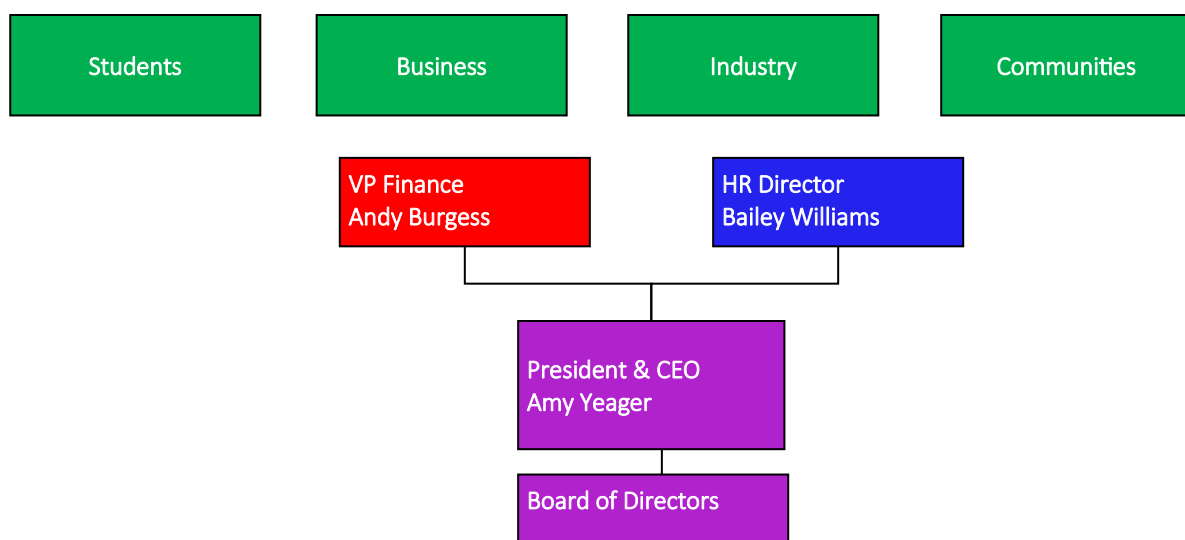 Students
Business
Industry
Communities
VP Finance
Andy Burgess
HR Director
Bailey Williams
President & CEO
Amy Yeager
Board of Directors